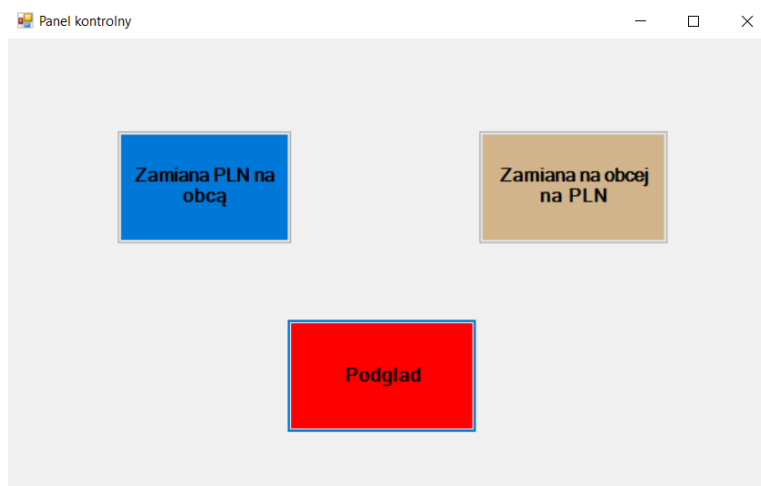 Panel kontrolny
Zamiana PLN na
obcą
Zamiana na obcej
na PLN
Podglad